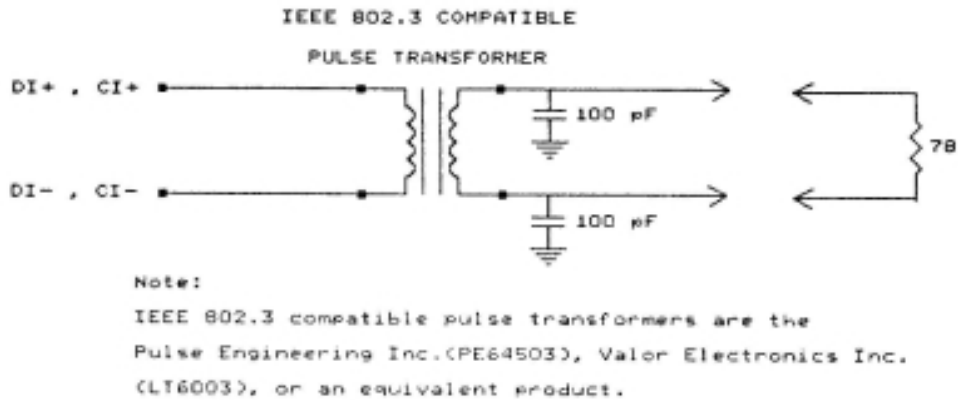 IEEE 802.3 COMPATIBLE
PULSE TRANSFORMER
DI+ , CI+
100 pF
78
DI- , CI-
100 pF
Note:
IEEE 802.3 compatible pulse transformers are the
Pulse Engineering Inc.(PE64503), Valor Electronics Inc.
(LT6003), or an equivalent product.